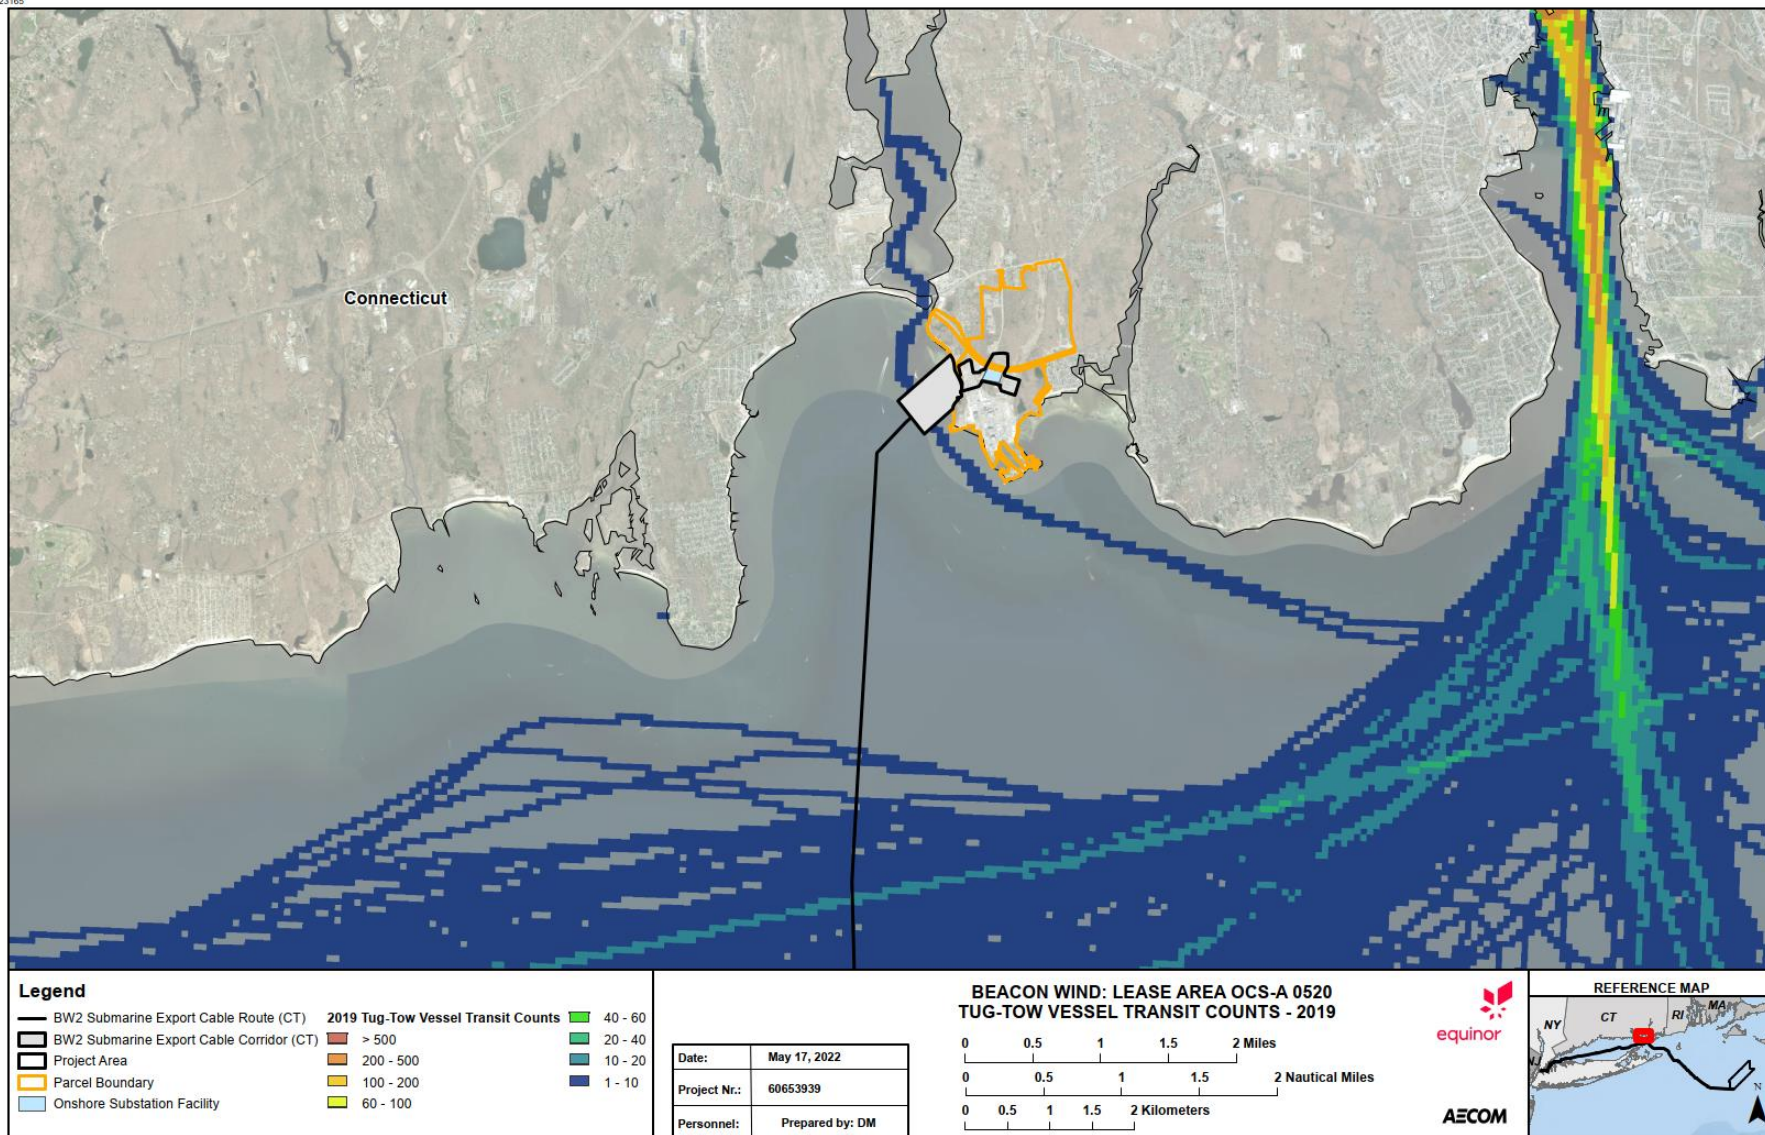 Connecticut
Legend
BW2 Submarine Export Cable Route (CT)
BW2 Submarine Export Cable Corridor (CT)
Project Area
Parcel Boundary
Onshore Substation Facility
2019 Tug-Tow Vessel Transit Counts
> 500
200 - 500
100 - 200
60 - 100
40 - 60
20 - 40
10 - 20
1 - 10
Date: May 17, 2022
Project Nr.: 60653939
Personnel: Prepared by: DM
BEACON WIND: LEASE AREA OCS-A 0520
TUG-TOW VESSEL TRANSIT COUNTS - 2019
0 0.5 1 1.5 2 Miles
0 0.5 1 1.5 2 Nautical Miles
0 0.5 1 1.5 2 Kilometers
equinor
AECOM
REFERENCE MAP
NY CT RI MA
NJ
N